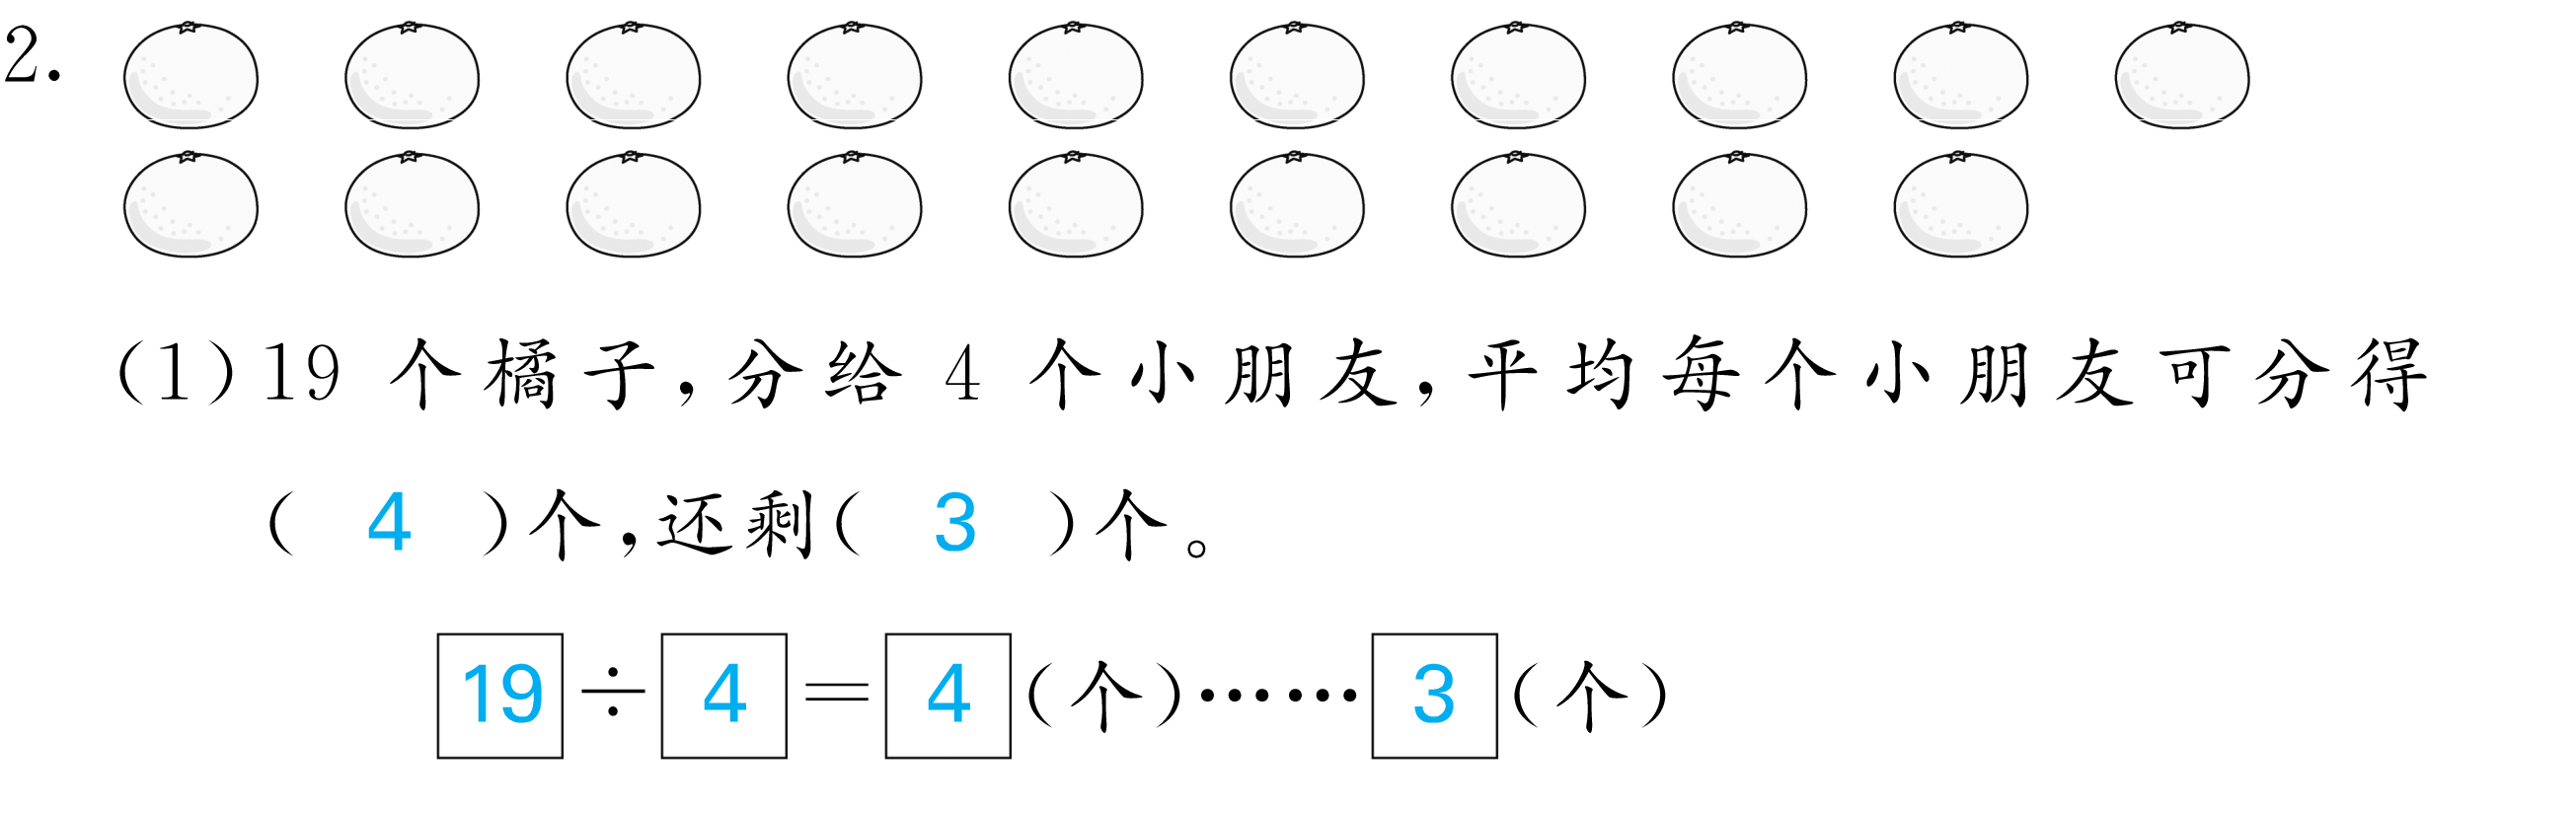 2.
(1)19 个橘子,分给 4 个小朋友,平均每个小朋友可分得
( 4 )个,还剩( 3 )个。
19÷4=4(个)……3(个)